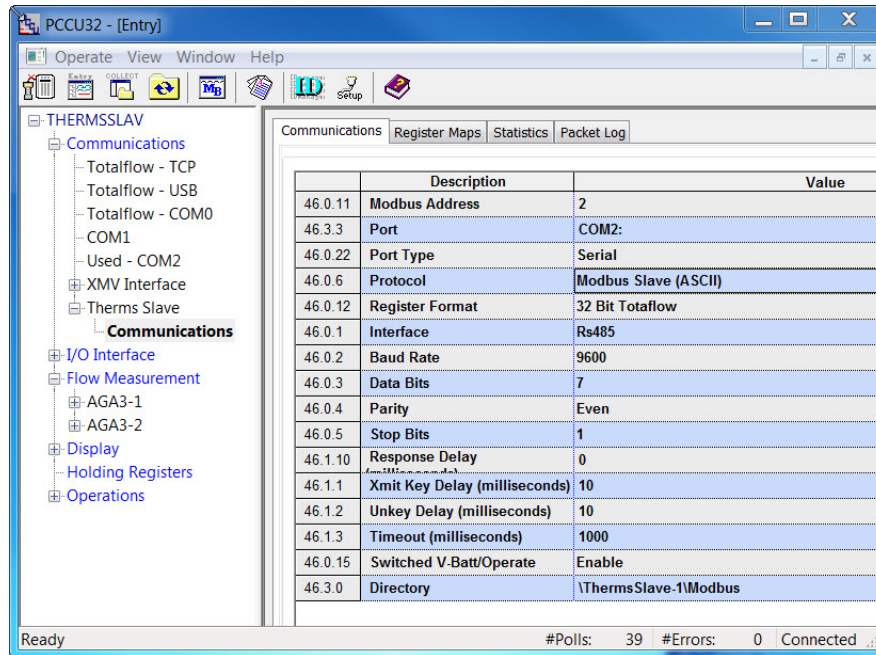 PCCU32 - [Entry]
Operate View Window Help
Entry COLLECT MB ID Manager Setup
THERMSSLAV
Communications
Totalflow - TCP
Totalflow - USB
Totalflow - COM0
COM1
Used - COM2
XMV Interface
Therms Slave
Communications
I/O Interface
Flow Measurement
AGA3-1
AGA3-2
Display
Holding Registers
Operations
Communications Register Maps Statistics Packet Log
Description Value
46.0.11 Modbus Address 2
46.3.3 Port COM2:
46.0.22 Port Type Serial
46.0.6 Protocol Modbus Slave (ASCII)
46.0.12 Register Format 32 Bit Totaflow
46.0.1 Interface Rs485
46.0.2 Baud Rate 9600
46.0.3 Data Bits 7
46.0.4 Parity Even
46.0.5 Stop Bits 1
46.1.10 Response Delay 0
46.1.1 Xmit Key Delay (milliseconds) 10
46.1.2 Unkey Delay (milliseconds) 10
46.1.3 Timeout (milliseconds) 1000
46.0.15 Switched V-Batt/Operate Enable
46.3.0 Directory \ThermsSlave-1\Modbus
Ready #Polls: 39 #Errors: 0 Connected